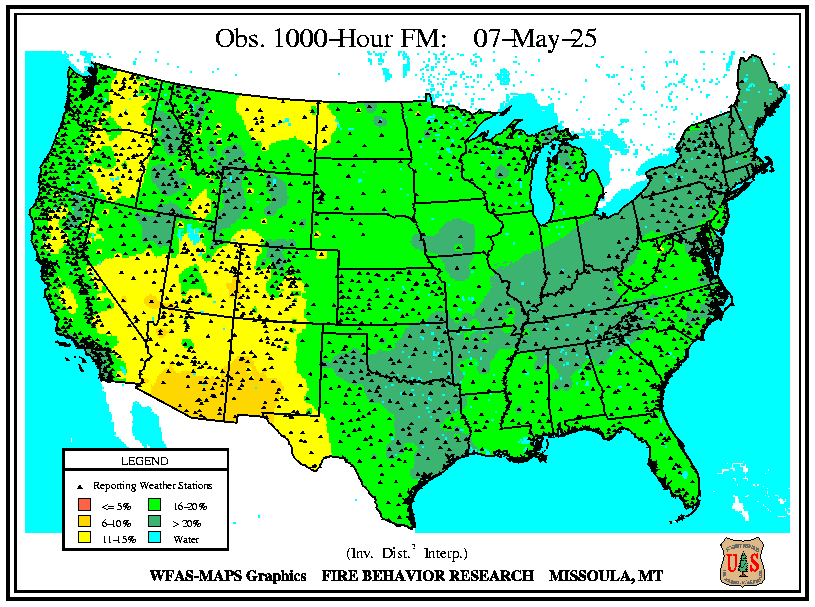 Obs. 1000-Hour FM: 07-May-25
LEGEND
Reporting Weather Stations
<= 5%
16-20%
6-10%
> 20%
11-15%
Water
(Inv. Dist.² Interp.)
WFAS-MAPS Graphics FIRE BEHAVIOR RESEARCH MISSOULA, MT
U S